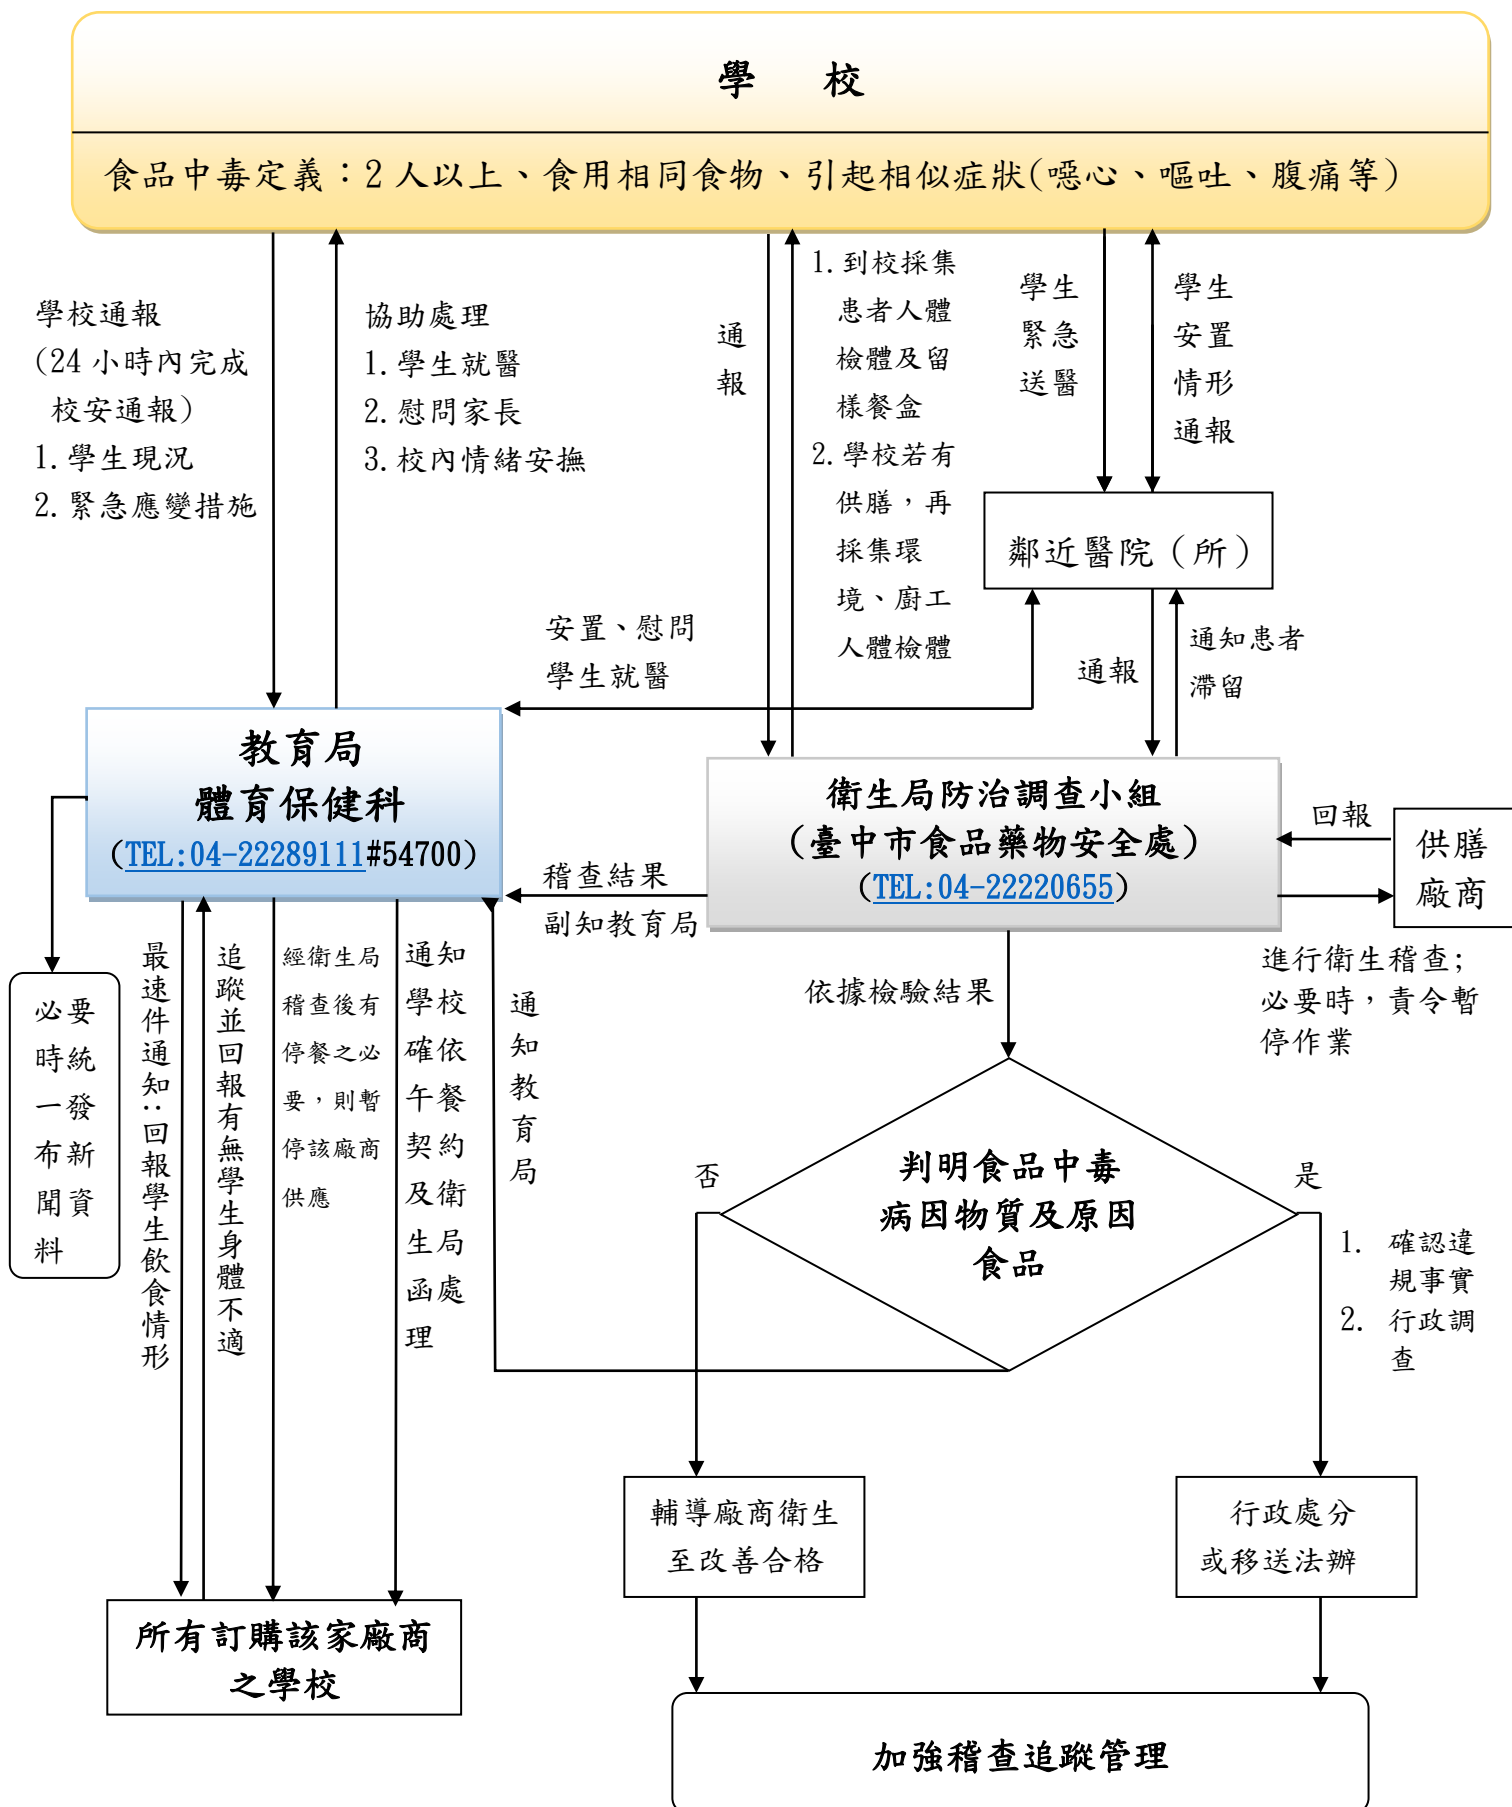 學 校
食品中毒定義：2 人以上、食用相同食物、引起相似症狀(噁心、嘔吐、腹痛等)
學校通報
(24 小時內完成
校安通報)
1. 學生現況
2. 緊急應變措施
協助處理
1. 學生就醫
2. 慰問家長
3. 校內情緒安撫
通
報
1. 到校採集
患者人體
檢體及留
樣餐盒
2. 學校若有
供膳，再
採集環
境、廚工
人體檢體
學生
緊急
送醫
學生
安置
情形
通報
鄰近醫院（所）
安置、慰問
學生就醫
通報
通知患者
滯留
教育局
體育保健科
(TEL:04-22289111#54700)
衛生局防治調查小組
(臺中市食品藥物安全處)
(TEL:04-22220655)
回報
供膳
廠商
稽查結果
副知教育局
進行衛生稽查;
必要時，責令暫
停作業
必要
時統
一發
布新
聞資
料
最速件通知：回報學生飲食情形
追蹤並回報有無學生身體不適
經衛生局
稽查後有
停餐之必
要，則暫
停該廠商
供應
通知
學校
確依
午餐
契約
及衛
生局
函處
理
通
知
教
育
局
依據檢驗結果
否
判明食品中毒
病因物質及原因
食品
是
1. 確認違
規事實
2. 行政調
查
輔導廠商衛生
至改善合格
行政處分
或移送法辦
所有訂購該家廠商
之學校
加強稽查追蹤管理